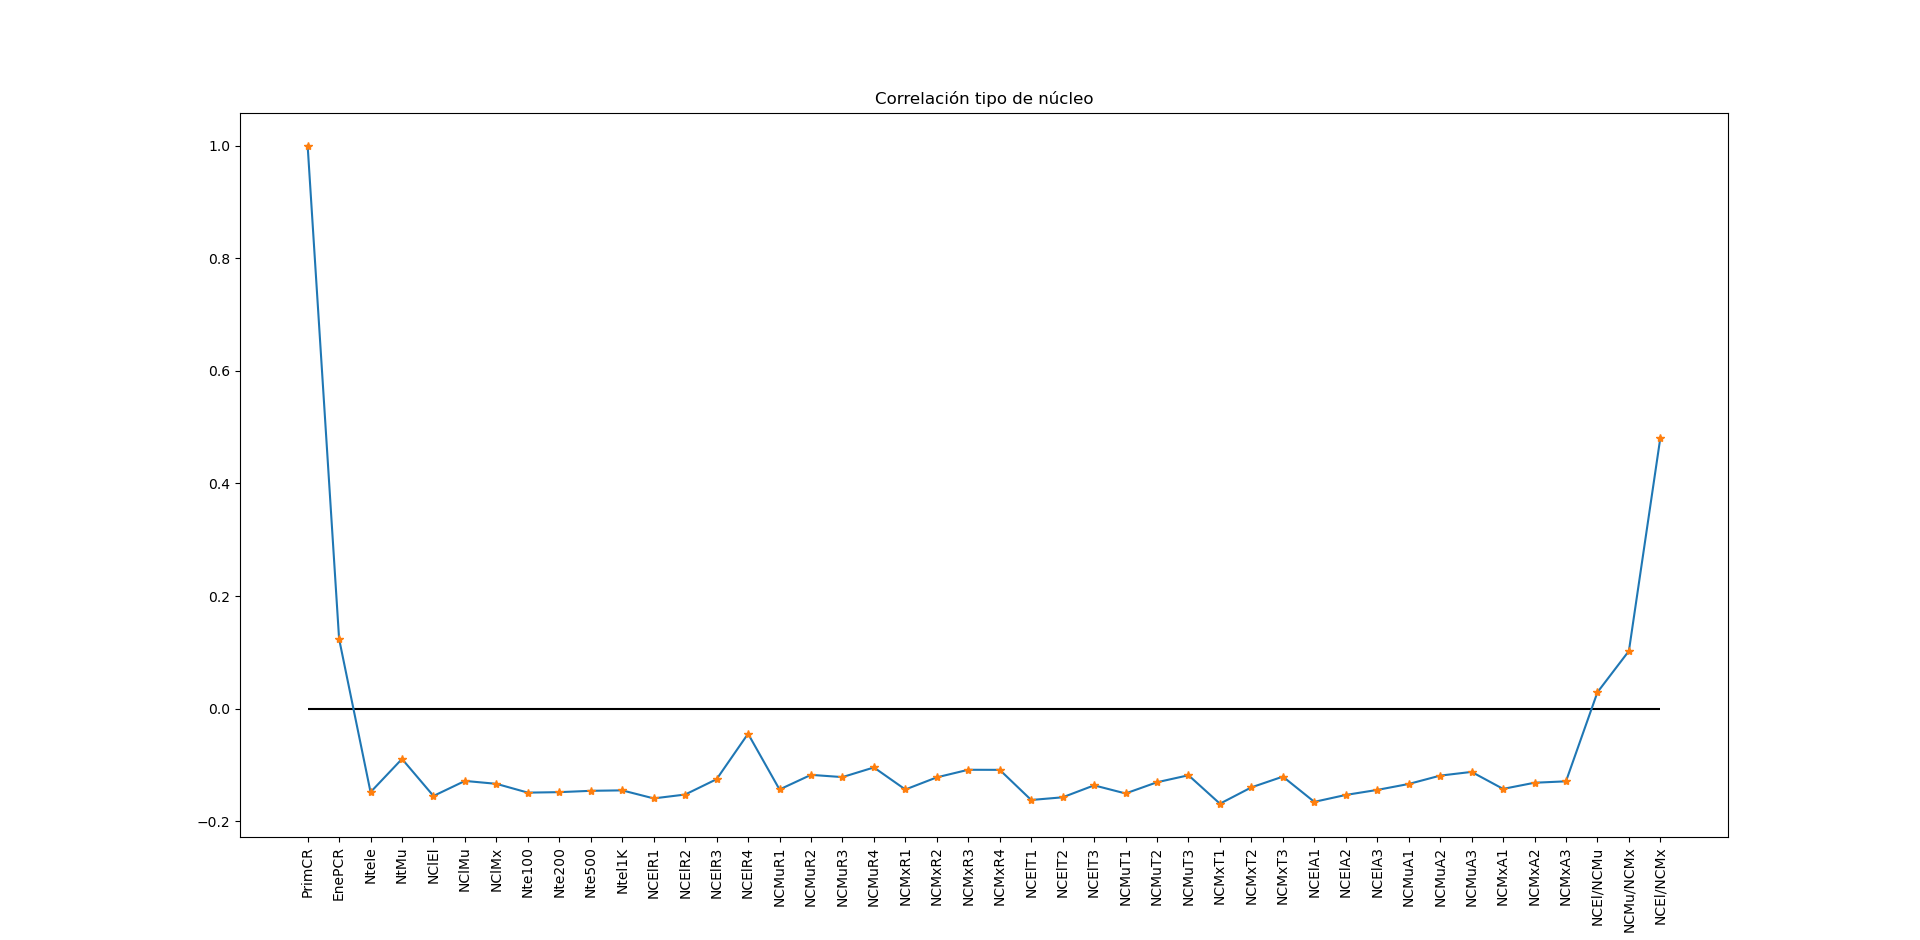 Correlación tipo de núcleo
1.0
0.8
0.6
0.4
0.2
0.0
−0.2
PrimCR
EnePCR
Ntele
NtMu
NClEl
NClMu
NClMx
Nte100
Nte200
Nte500
Ntel1K
NCElR1
NCElR2
NCElR3
NCElR4
NCMuR1
NCMuR2
NCMuR3
NCMuR4
NCMxR1
NCMxR2
NCMxR3
NCMxR4
NCElT1
NCElT2
NCElT3
NCMuT1
NCMuT2
NCMuT3
NCMxT1
NCMxT2
NCMxT3
NCElA1
NCElA2
NCElA3
NCMuA1
NCMuA2
NCMuA3
NCMxA1
NCMxA2
NCMxA3
NCEl/NCMu
NCMu/NCMx
NCEl/NCMx